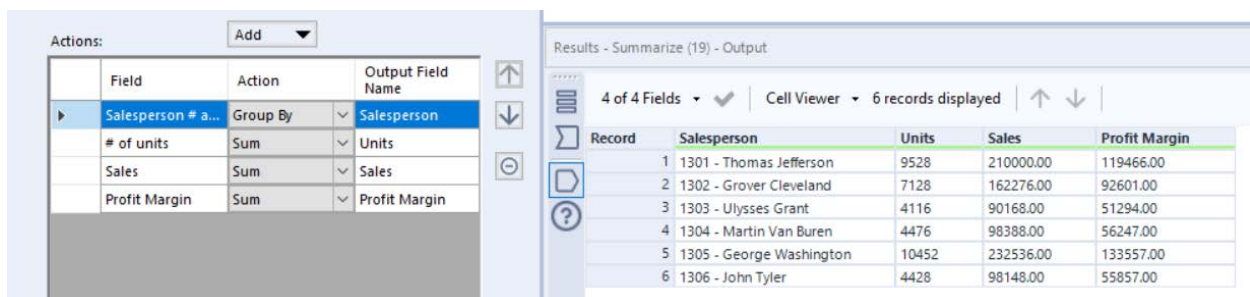 Actions:
Add
Field Action Output Field Name
Salesperson # a... Group By Salesperson
# of units Sum Units
Sales Sum Sales
Profit Margin Sum Profit Margin
Results - Summarize (19) - Output
4 of 4 Fields Cell Viewer 6 records displayed
Record Salesperson Units Sales Profit Margin
1 1301 - Thomas Jefferson 9528 210000.00 119466.00
2 1302 - Grover Cleveland 7128 162276.00 92601.00
3 1303 - Ulysses Grant 4116 90168.00 51294.00
4 1304 - Martin Van Buren 4476 98388.00 56247.00
5 1305 - George Washington 10452 232536.00 133557.00
6 1306 - John Tyler 4428 98148.00 55857.00